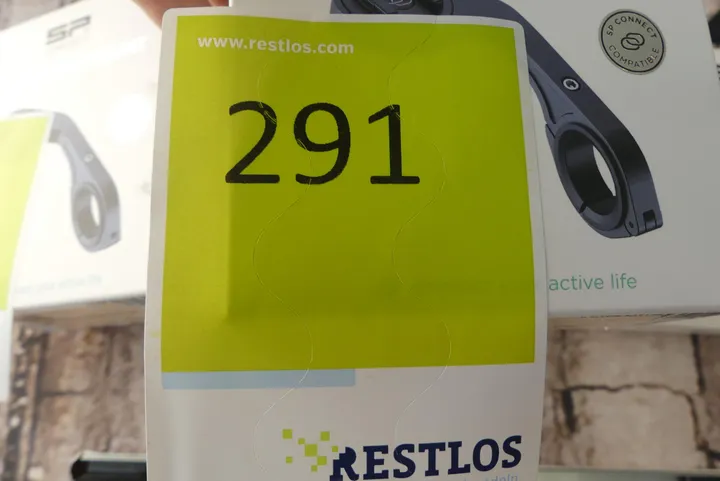 SP
SP CONNECT
COMPATIBLE
www.restlos.com
291
active life
RESTLOS